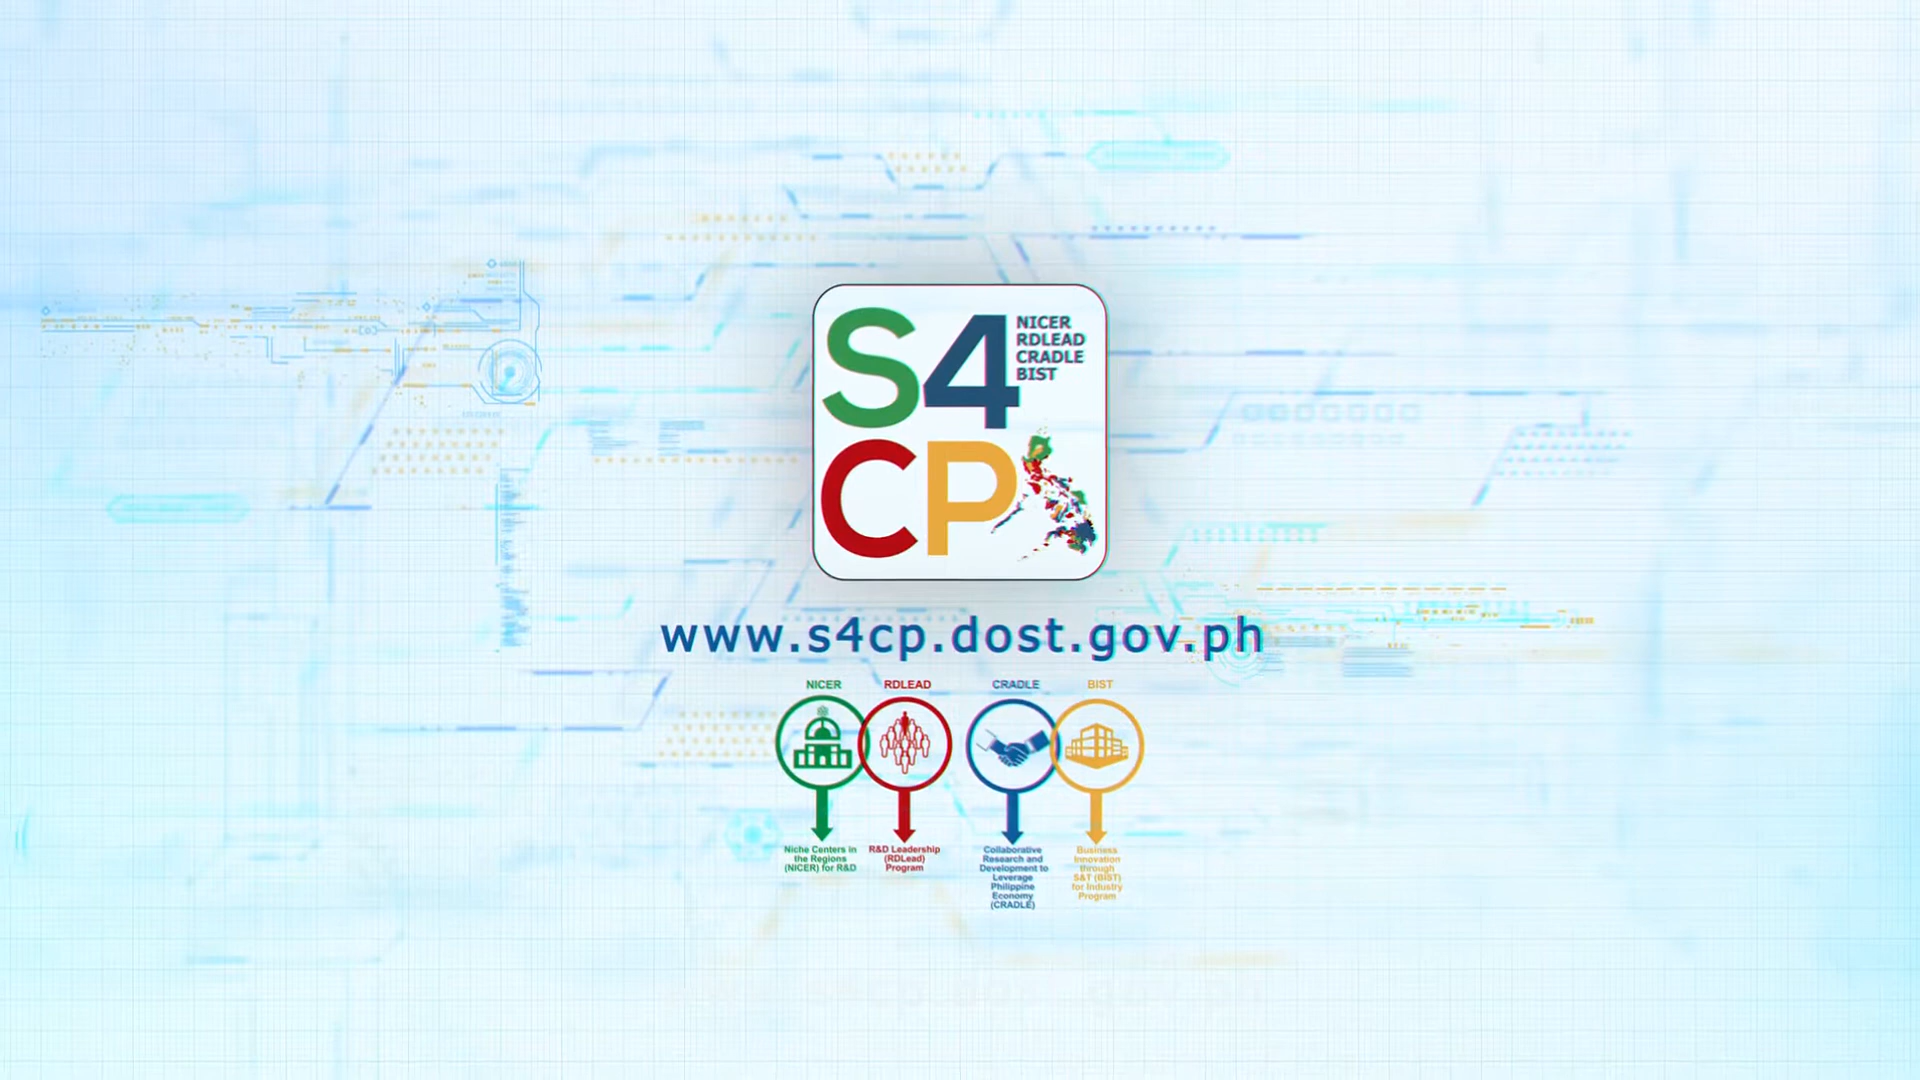 S4
NICER
RDLEAD
CRADLE
BIST
CP
www.s4cp.dost.gov.ph
NICER
RDLEAD
CRADLE
BIST
Niche Centers in
the Regions
(NICER) for R&D
R&D Leadership
(RDLead)
Program
Collaborative
Research and
Development to
Leverage
Philippine
Economy
(CRADLE)
Business
Innovation
through
S&T (BIST)
for Industry
Program